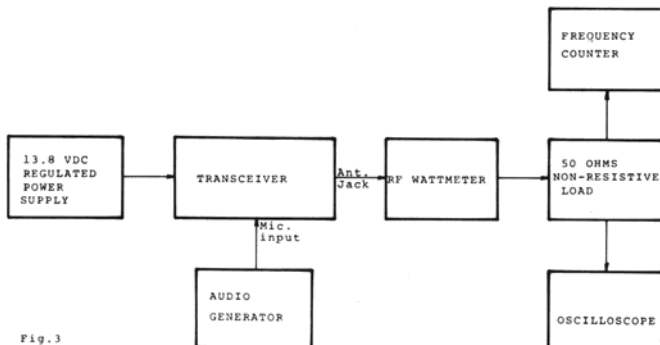 FREQUENCY
COUNTER
13.8 VDC
REGULATED
POWER
SUPPLY
TRANSCEIVER
Ant.
Jack
RF WATTMETER
50 OHMS
NON-RESISTIVE
LOAD
Mic.
input
AUDIO
GENERATOR
OSCILLOSCOPE
Fig.3